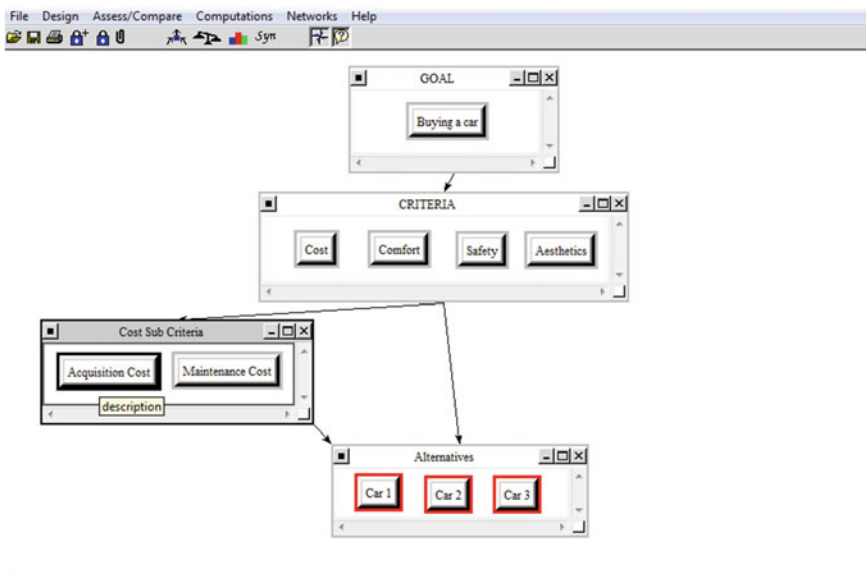 File Design Assess/Compare Computations Networks Help
Syn
GOAL
Buying a car
CRITERIA
Cost Comfort Safety Aesthetics
Cost Sub Criteria
Acquisition Cost Maintenance Cost
description
Alternatives
Car 1 Car 2 Car 3